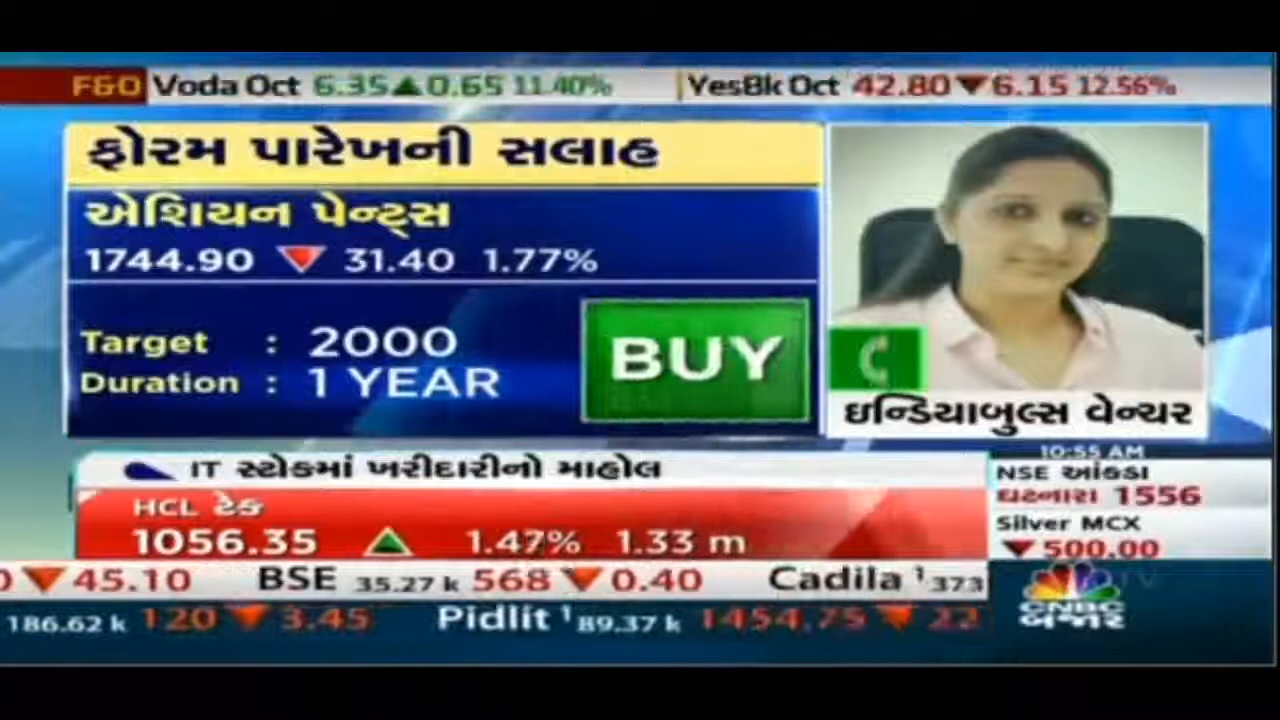 F&O Voda Oct 6.35▲0.65 11.40% YesBk Oct 42.80▼6.15 12.56%
ફોરમ પારેખની સલાહ
એશિયન પેન્ટ્સ
1744.90 ▼ 31.40 1.77%
Target : 2000
Duration : 1 YEAR
BUY
ઇન્ડિયાબુલ્સ વેન્ચર
10:55 AM
IT સ્ટોકમાં ખરીદારીનો માહોલ
HCL ટેક
1056.35 ▲ 1.47% 1.33 m
NSE આંકડા
ઘટનારા 1556
Silver MCX
▼ 500.00
▼ 45.10 BSE 35.27 k 568 ▼ 0.40 Cadila 1.373
186.62 k 120 ▼ 3.45 Pidlit 189.37 k 1454.75 ▼ 22
CNBC
બજાર